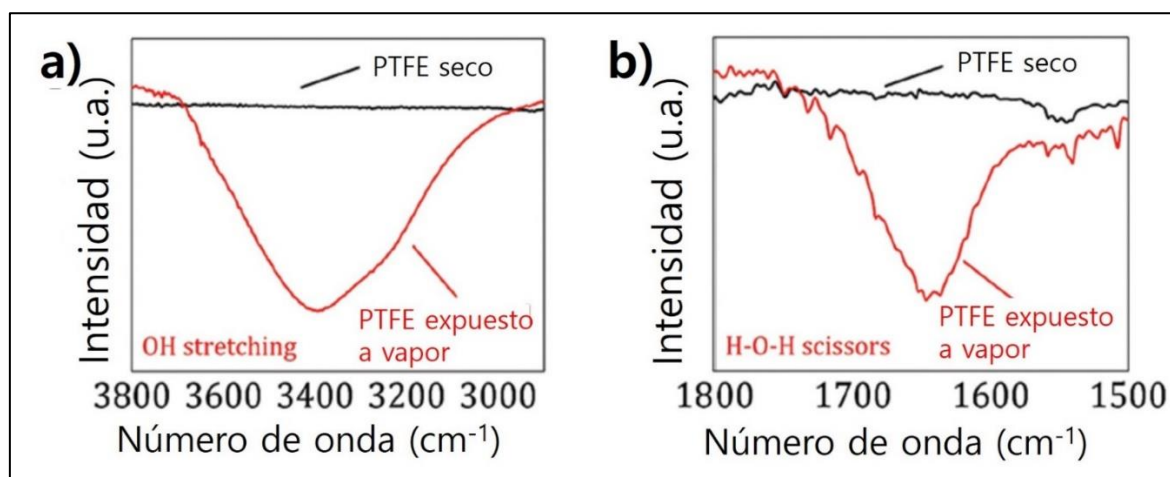 a)
PTFE seco
Intensidad (u.a.)
OH stretching
PTFE expuesto
a vapor
3800 3600 3400 3200 3000
Número de onda (cm⁻¹)
b)
PTFE seco
Intensidad (u.a.)
H-O-H scissors
PTFE expuesto
a vapor
1800 1700 1600 1500
Número de onda (cm⁻¹)